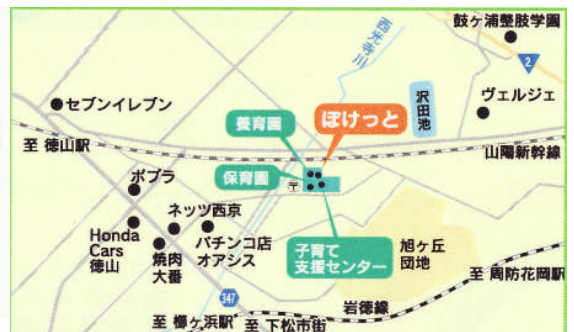 鼓ヶ浦整肢学園
西光寺川
2
沢田池
セブンイレブン
ヴェルジェ
養育園
ぽけっと
至 徳山駅
山陽新幹線
保育園
〒
ポプラ
ネッツ西京
Honda
Cars
徳山
焼肉
大番
パチンコ店
オアシス
子育て
支援センター
旭ヶ丘
団地
至 周防花岡駅
347
岩徳線
至 櫛ヶ浜駅
至 下松市街